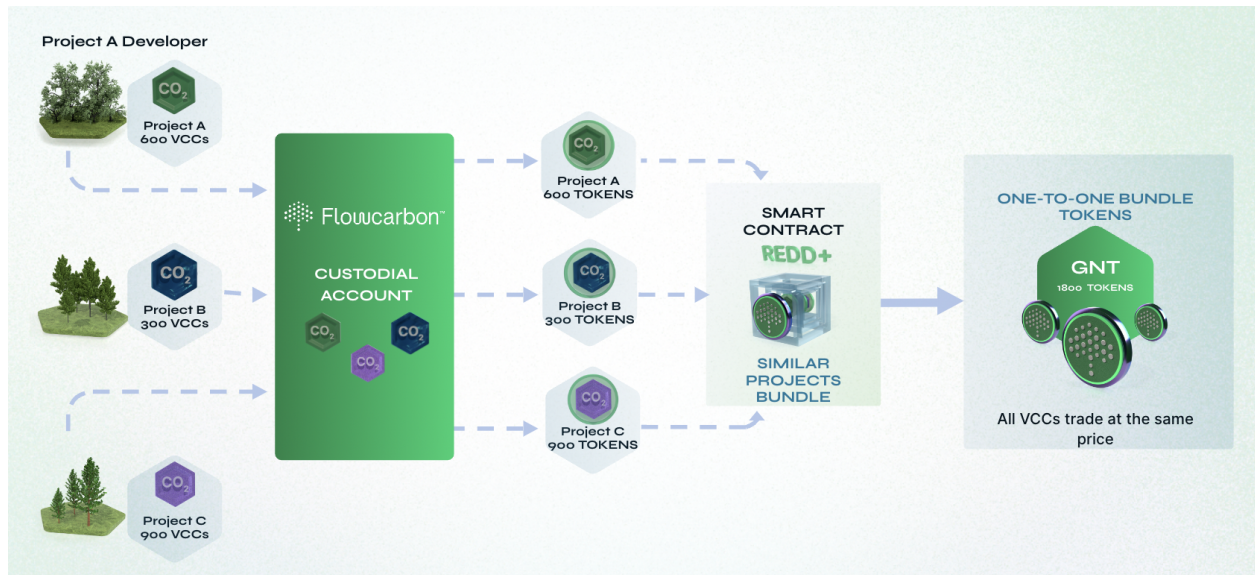 Project A Developer
CO2
Project A
600 VCCs
CO2
Project B
300 VCCs
CO2
Project C
900 VCCs
Flowcarbon™
CUSTODIAL
ACCOUNT
CO2
CO2
CO2
CO2
Project A
600 TOKENS
CO2
Project B
300 TOKENS
CO2
Project C
900 TOKENS
SMART
CONTRACT
REDD+
SIMILAR
PROJECTS
BUNDLE
ONE-TO-ONE BUNDLE
TOKENS
GNT
1800 TOKENS
All VCCs trade at the same
price